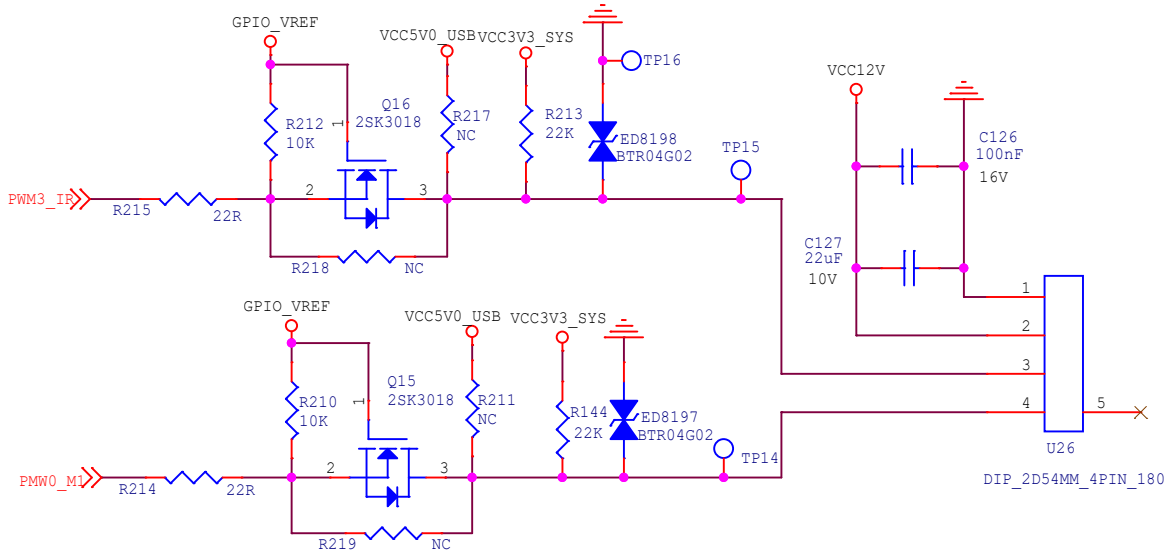 GPIO_VREF
VCC5V0_USB
VCC3V3_SYS
TP16
VCC12V
Q16
2SK3018
1
R212
10K
R217
NC
R213
22K
ED8198
BTR04G02
TP15
C126
100nF
16V
PWM3_IR
R215
22R
2
3
R218
NC
C127
22uF
10V
GPIO_VREF
VCC5V0_USB
VCC3V3_SYS
1
2
3
4
5
U26
DIP_2D54MM_4PIN_180
Q15
2SK3018
1
R210
10K
R211
NC
R144
22K
ED8197
BTR04G02
TP14
PMW0_M1
R214
22R
2
3
R219
NC